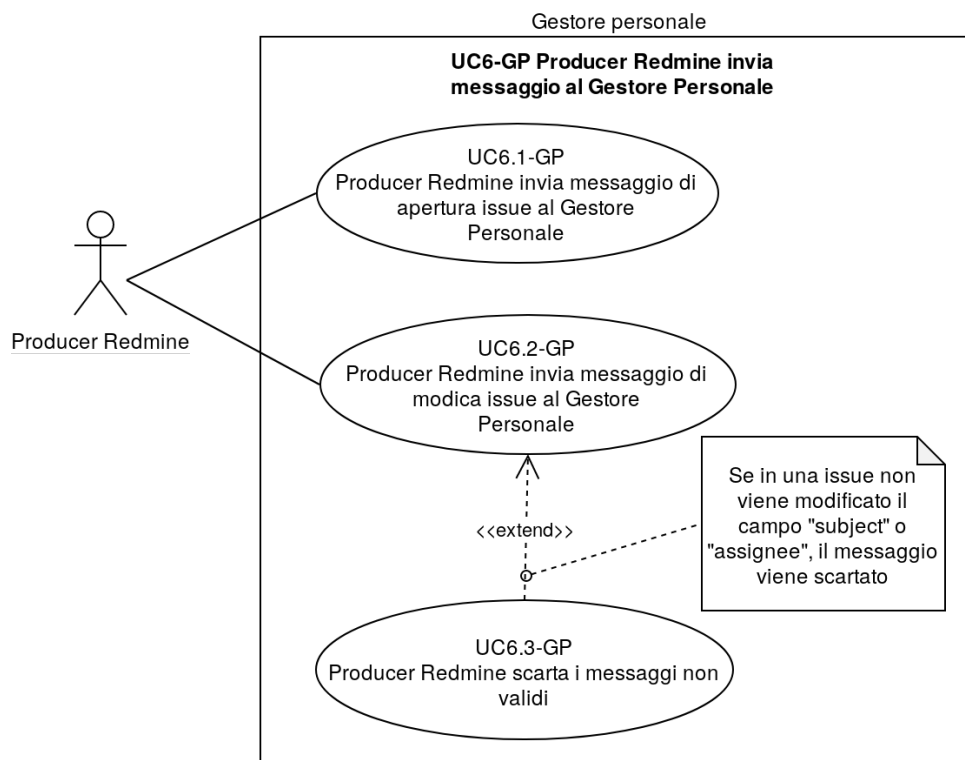 Gestore personale
UC6-GP Producer Redmine invia
messaggio al Gestore Personale
UC6.1-GP
Producer Redmine invia messaggio di
apertura issue al Gestore
Personale
Producer Redmine
UC6.2-GP
Producer Redmine invia messaggio di
modica issue al Gestore
Personale
Se in una issue non
viene modificato il
campo "subject" o
"assignee", il messaggio
viene scartato
<<extend>>
UC6.3-GP
Producer Redmine scarta i messaggi non
validi